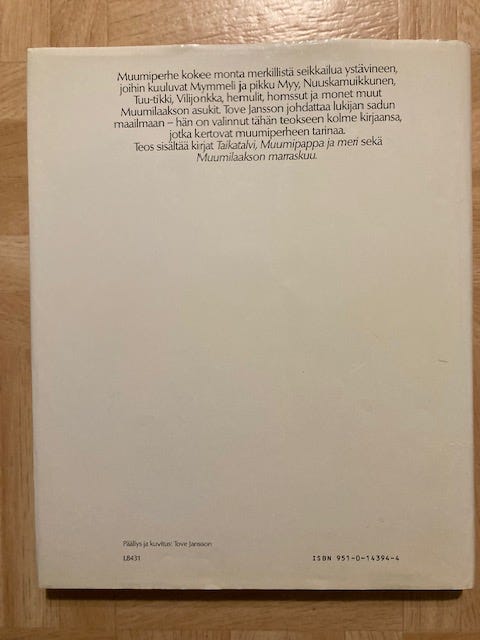 Muumiperhe kokee monta merkillistä seikkailua ystävineen,
joihin kuuluvat Mymmeli ja pikku Myy, Nuuskamuikkunen,
Tuu-tikki, Vilijonkka, hemulit, homssut ja monet muut
Muumilaakson asukit. Tove Jansson johdattaa lukijan sadun
maailmaan – hän on valinnut tähän teokseen kolme kirjaansa,
jotka kertovat muumiperheen tarinaa.
Teos sisältää kirjat Taikatalvi, Muumipappa ja meri sekä
Muumilaakson marraskuu.
Päällys ja kuvitus: Tove Jansson
L8431
ISBN 951-0-14394-4